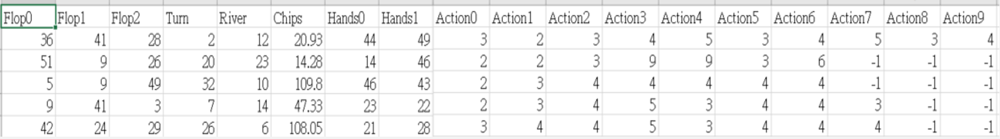 Flop0 Flop1 Flop2 Turn River Chips Hands0 Hands1 Action0 Action1 Action2 Action3 Action4 Action5 Action6 Action7 Action8 Action9
36 41 28 2 12 20.93 44 49 3 2 3 4 5 3 4 5 3 4
51 9 26 20 23 14.28 14 46 2 2 3 9 9 3 6 -1 -1 -1
5 9 49 32 10 109.8 46 43 2 3 4 4 4 4 4 -1 -1 -1
9 41 3 7 14 47.33 23 22 2 3 4 5 3 4 4 3 -1 -1
42 24 29 26 6 108.05 21 28 3 4 4 5 3 4 4 4 -1 -1